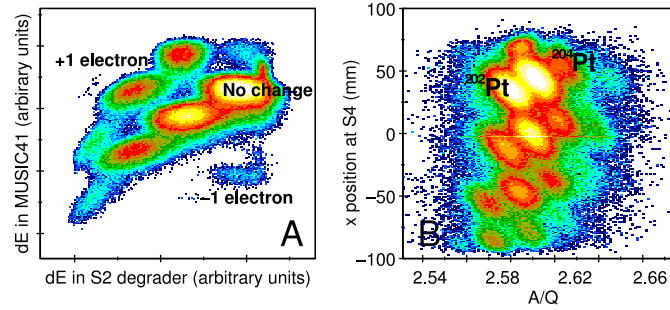 dE in MUSIC41 (arbitrary units)
+1 electron
No change
−1 electron
A
dE in S2 degrader (arbitrary units)
x position at S4 (mm)
100
50
0
−50
−100
204Pt
202Pt
B
2.54
2.58
2.62
2.66
A/Q